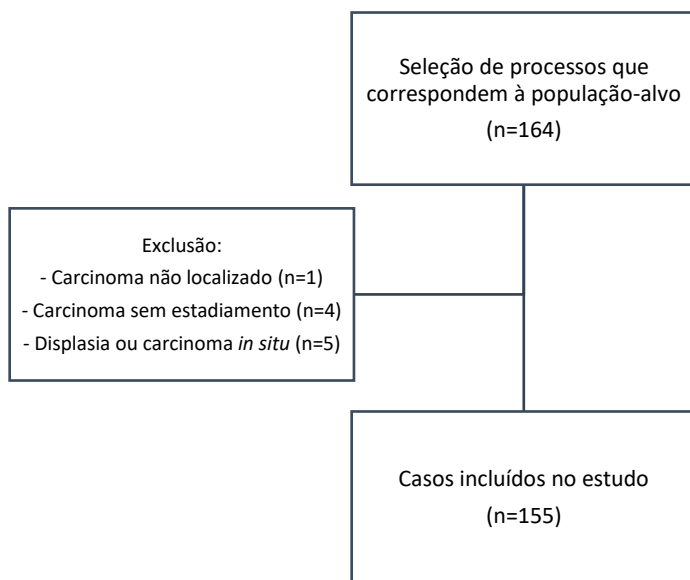 Seleção de processos que
correspondem à população-alvo
(n=164)
Exclusão:
- Carcinoma não localizado (n=1)
- Carcinoma sem estadiamento (n=4)
- Displasia ou carcinoma in situ (n=5)
Casos incluídos no estudo
(n=155)